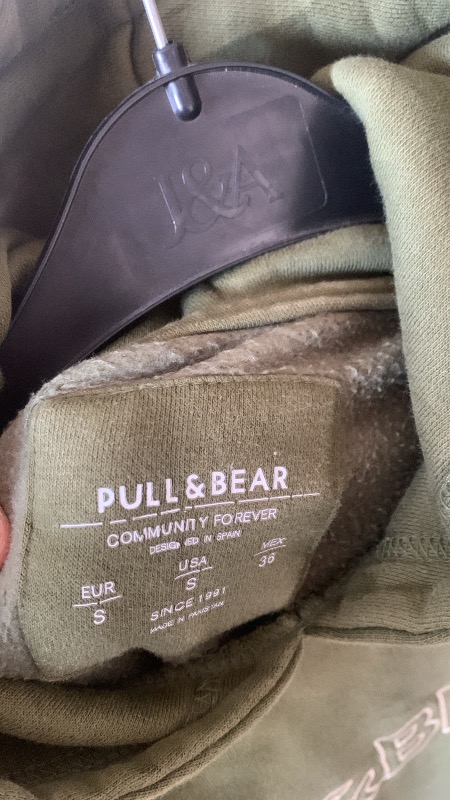 J&A
PULL & BEAR
COMMUNITY FOREVER
DESIGNED IN SPAIN
EUR
S
USA
S
MEX
36
SINCE 1991
MADE IN PAKISTAN